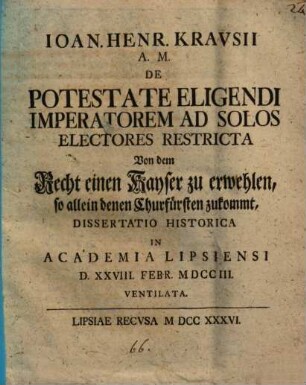 IOAN. HENR. KRAVSII
A. M.
DE
POTESTATE ELIGENDI
IMPERATOREM AD SOLOS
ELECTORES RESTRICTA
Von dem
Recht einen Kayser zu erwehlen,
so allein denen Churfürsten zukommt,
DISSERTATIO HISTORICA
IN
ACADEMIA LIPSIENSI
D. XXVIII. FEBR. MDCCIII.
VENTILATA.
LIPSIAE RECVSA M DCC XXXVI.
66.